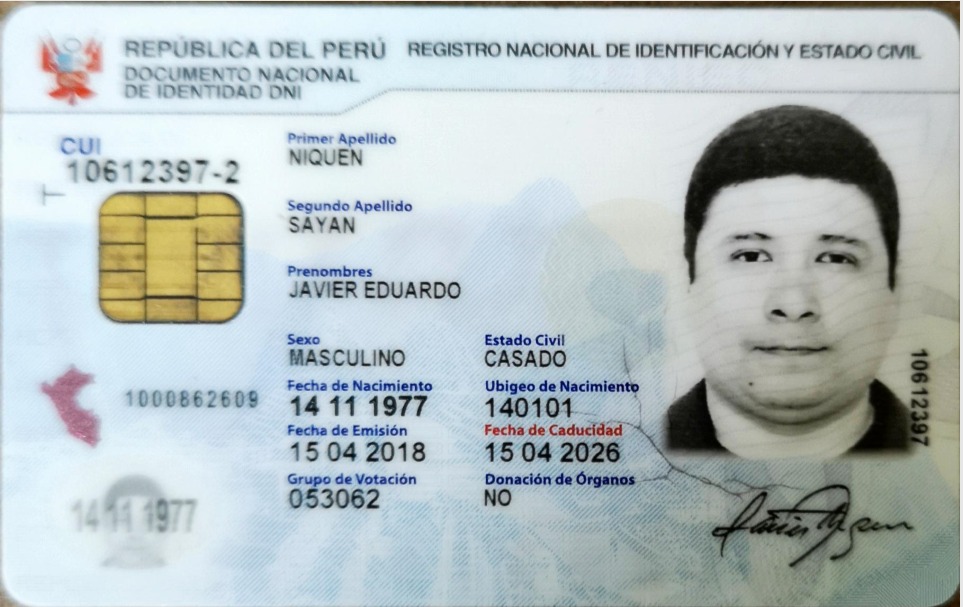 REPÚBLICA DEL PERÚ
REGISTRO NACIONAL DE IDENTIFICACIÓN Y ESTADO CIVIL
DOCUMENTO NACIONAL
DE IDENTIDAD DNI
CUI
10612397-2
Primer Apellido
NIQUEN
Segundo Apellido
SAYAN
Prenombres
JAVIER EDUARDO
Sexo
MASCULINO
Estado Civil
CASADO
Fecha de Nacimiento
14 11 1977
Ubigeo de Nacimiento
140101
Fecha de Emisión
15 04 2018
Fecha de Caducidad
15 04 2026
Grupo de Votación
053062
Donación de Órganos
NO
1000862609
14 11 1977
10612397